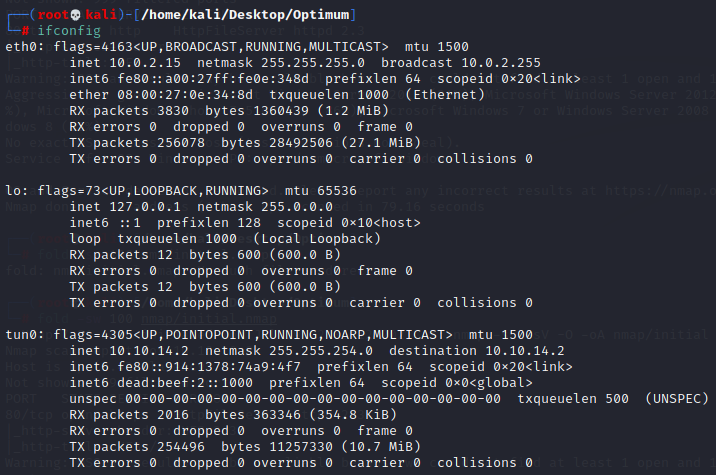 ┌──(root💀kali)-[/home/kali/Desktop/Optimum]
└─# ifconfig
eth0: flags=4163<UP,BROADCAST,RUNNING,MULTICAST>  mtu 1500
        inet 10.0.2.15  netmask 255.255.255.0  broadcast 10.0.2.255
        inet6 fe80::a00:27ff:fe0e:348d  prefixlen 64  scopeid 0×20<link>
        ether 08:00:27:0e:34:8d  txqueuelen 1000  (Ethernet)
        RX packets 3830  bytes 1360439 (1.2 MiB)
        RX errors 0  dropped 0  overruns 0  frame 0
        TX packets 256078  bytes 28492506 (27.1 MiB)
        TX errors 0  dropped 0 overruns 0  carrier 0  collisions 0

lo: flags=73<UP,LOOPBACK,RUNNING>  mtu 65536
        inet 127.0.0.1  netmask 255.0.0.0
        inet6 ::1  prefixlen 128  scopeid 0×10<host>
        loop  txqueuelen 1000  (Local Loopback)
        RX packets 12  bytes 600 (600.0 B)
        RX errors 0  dropped 0  overruns 0  frame 0
        TX packets 12  bytes 600 (600.0 B)
        TX errors 0  dropped 0 overruns 0  carrier 0  collisions 0

tun0: flags=4305<UP,POINTOPOINT,RUNNING,NOARP,MULTICAST>  mtu 1500
        inet 10.10.14.2  netmask 255.255.254.0  destination 10.10.14.2
        inet6 fe80::914:1378:74a9:4f7  prefixlen 64  scopeid 0×20<link>
        inet6 dead:beef:2::1000  prefixlen 64  scopeid 0×0<global>
        unspec 00-00-00-00-00-00-00-00-00-00-00-00-00-00-00-00  txqueuelen 500  (UNSPEC)
        RX packets 2016  bytes 363346 (354.8 KiB)
        RX errors 0  dropped 0  overruns 0  frame 0
        TX packets 254496  bytes 11257330 (10.7 MiB)
        TX errors 0  dropped 0 overruns 0  carrier 0  collisions 0